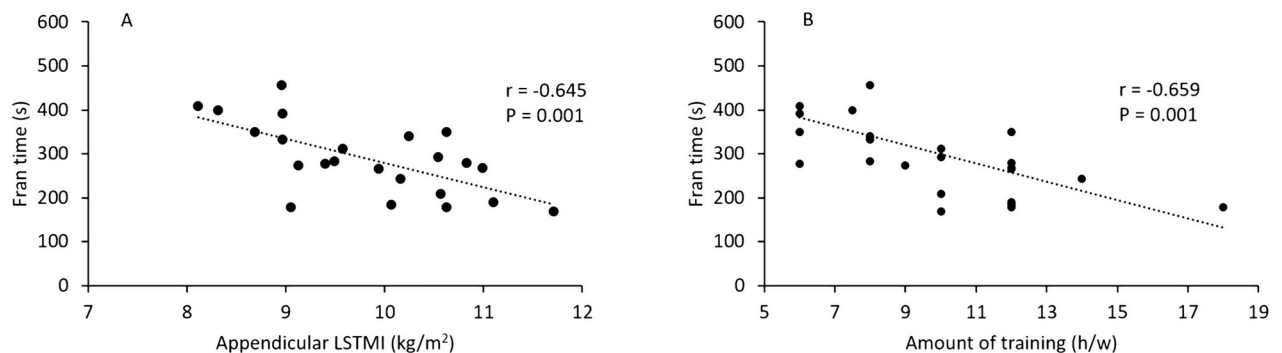 A
600
500
400
300
200
100
0
Fran time (s)
r = -0.645
P = 0.001
7 8 9 10 11 12
Appendicular LSTMI (kg/m²)
B
600
500
400
300
200
100
0
Fran time (s)
r = -0.659
P = 0.001
5 7 9 11 13 15 17 19
Amount of training (h/w)